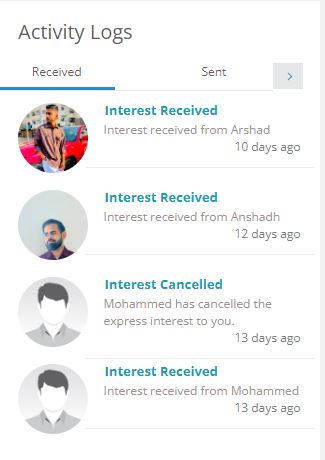 Activity Logs
Received
Sent
Interest Received
Interest received from Arshad
10 days ago
Interest Received
Interest received from Anshadh
12 days ago
Interest Cancelled
Mohammed has cancelled the
express interest to you.
13 days ago
Interest Received
Interest received from Mohammed
13 days ago